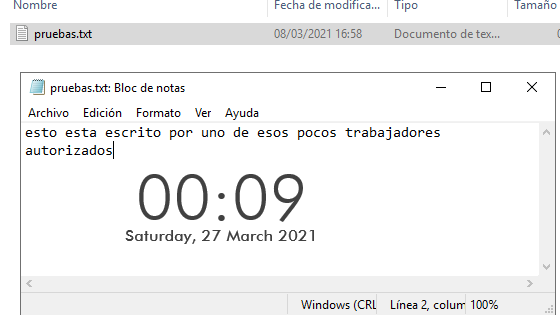 Nombre Fecha de modifica... Tipo Tamaño
pruebas.txt 08/03/2021 16:58 Documento de tex...
pruebas.txt: Bloc de notas
Archivo Edición Formato Ver Ayuda
esto esta escrito por uno de esos pocos trabajadores
autorizados
00:09
Saturday, 27 March 2021
Windows (CRL Línea 2, colum 100%